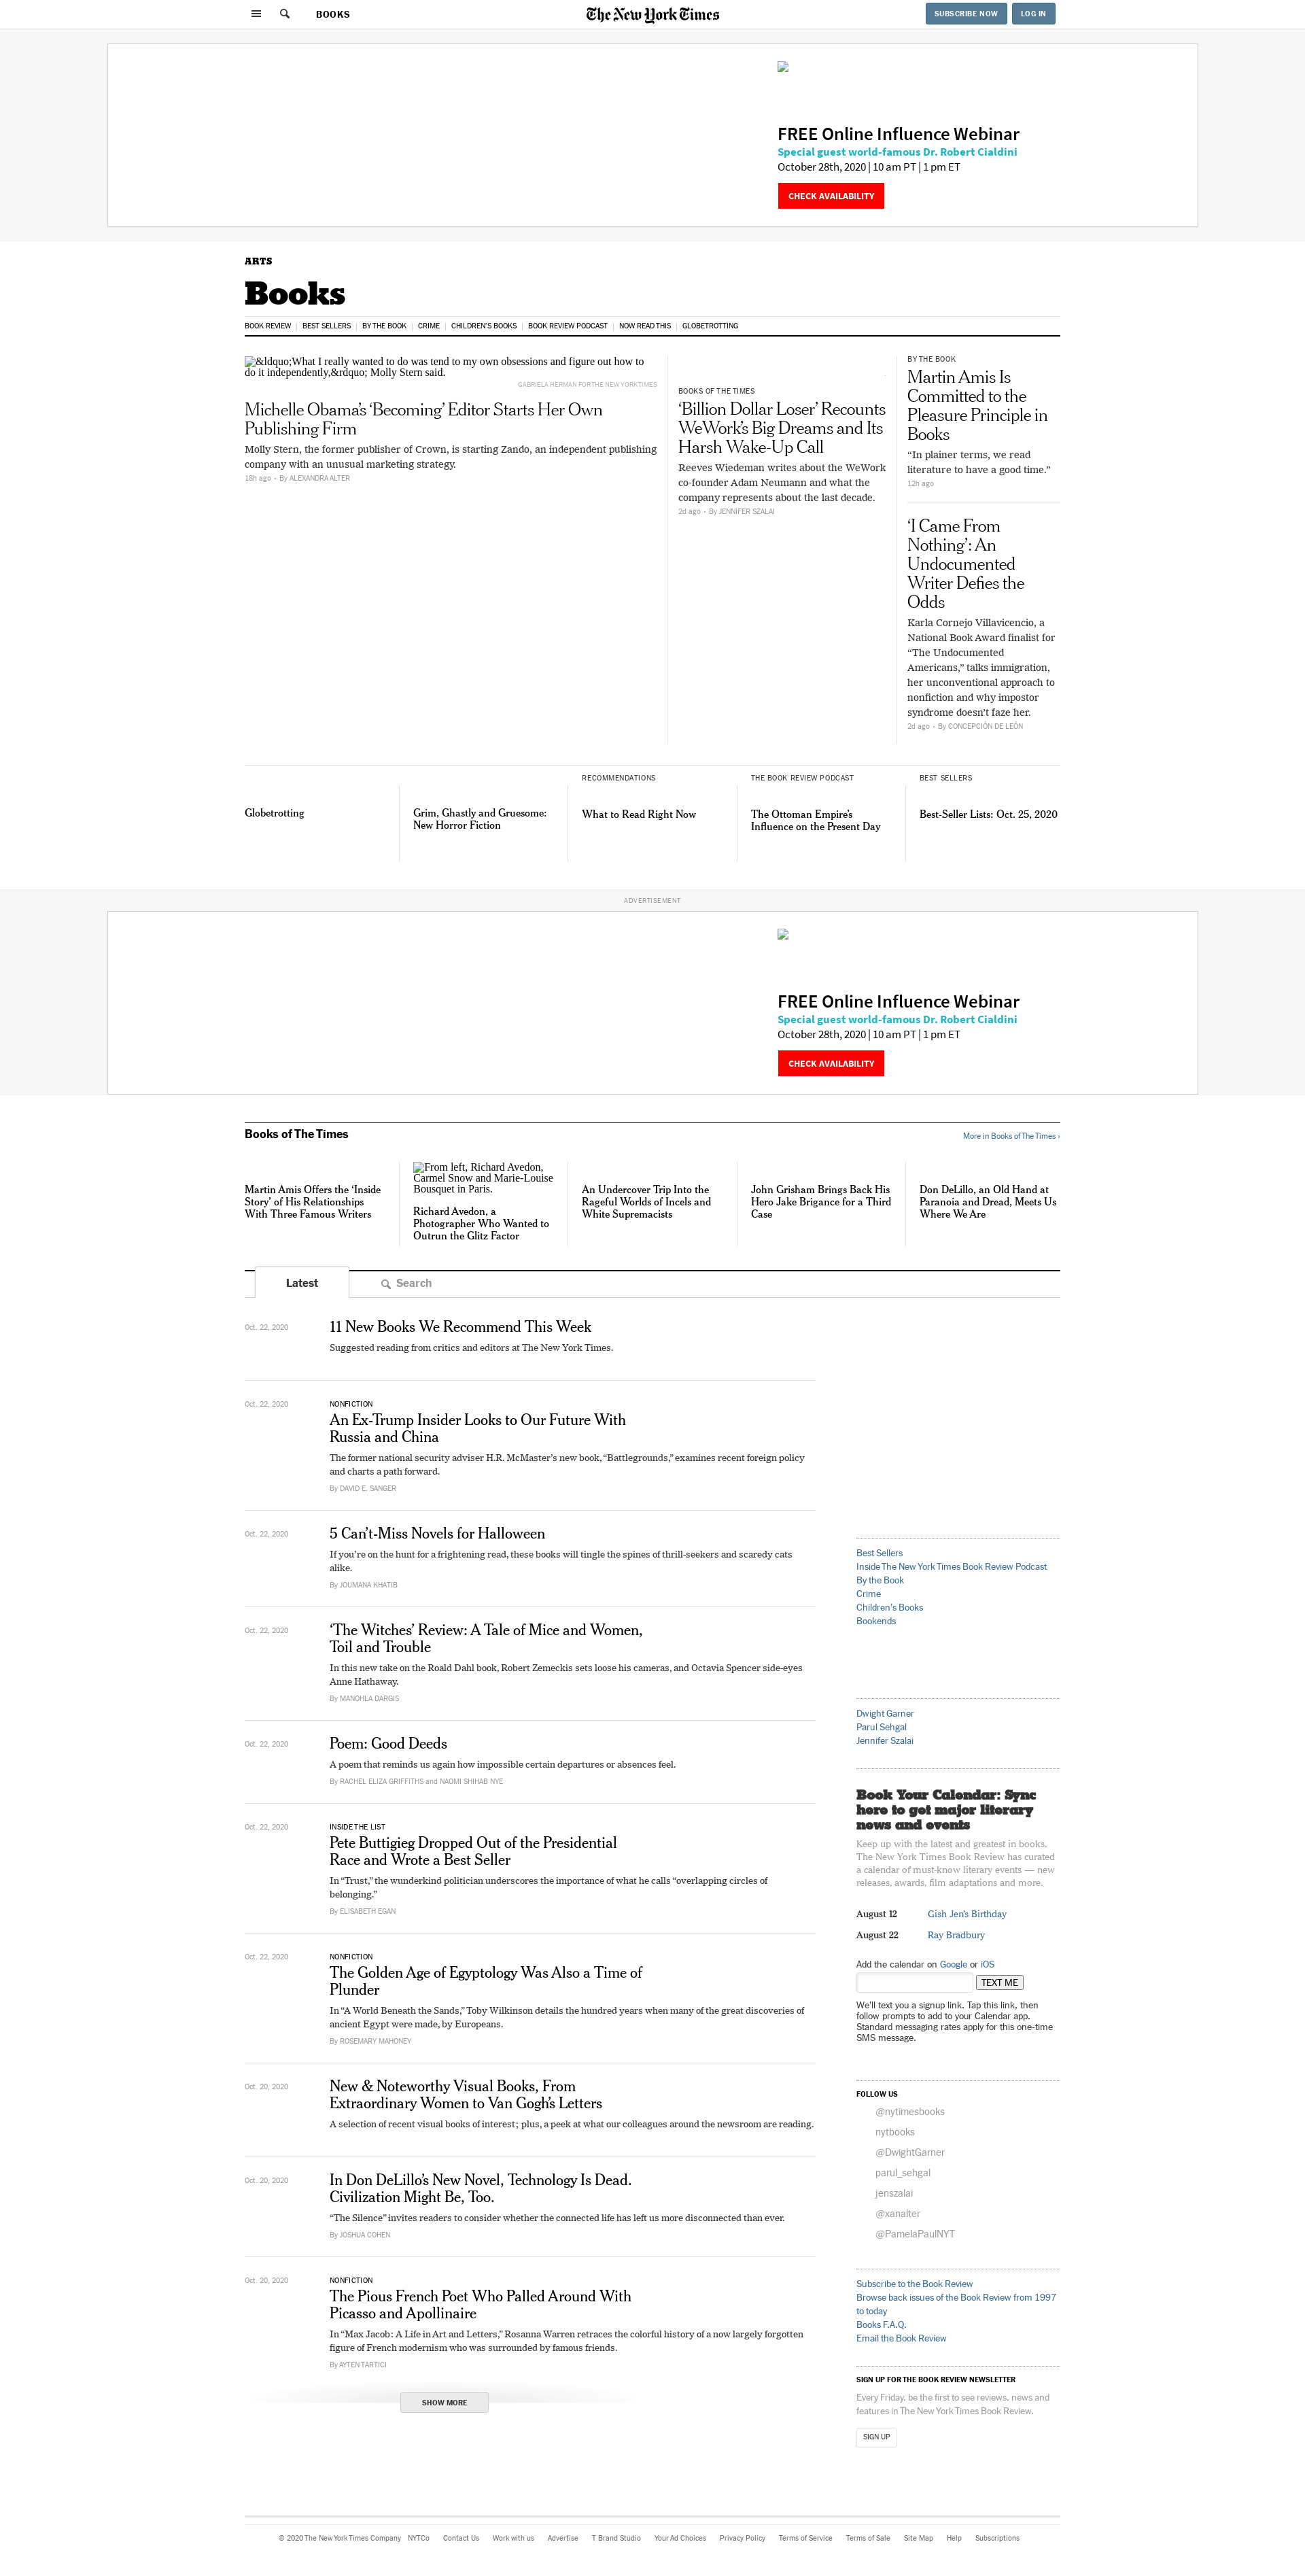 BOOKS
The New York Times
SUBSCRIBE NOW
LOG IN
FREE Online Influence Webinar
Special guest world-famous Dr. Robert Cialdini
October 28th, 2020 | 10 am PT | 1 pm ET
CHECK AVAILABILITY
ARTS
Books
BOOK REVIEW
BEST SELLERS
BY THE BOOK
CRIME
CHILDREN'S BOOKS
BOOK REVIEW PODCAST
NOW READ THIS
GLOBETROTTING
&ldquo;What I really wanted to do was tend to my own obsessions and figure out how to
do it independently,&rdquo; Molly Stern said.
GABRIELA HERMAN FOR THE NEW YORK TIMES
Michelle Obama's 'Becoming' Editor Starts Her Own
Publishing Firm
Molly Stern, the former publisher of Crown, is starting Zando, an independent publishing
company with an unusual marketing strategy.
18h ago - By ALEXANDRA ALTER
BOOKS OF THE TIMES
'Billion Dollar Loser' Recounts
WeWork's Big Dreams and Its
Harsh Wake-Up Call
Reeves Wiedeman writes about the WeWork
co-founder Adam Neumann and what the
company represents about the last decade.
2d ago - By JENNIFER SZALAI
BY THE BOOK
Martin Amis Is
Committed to the
Pleasure Principle in
Books
“In plainer terms, we read
literature to have a good time.”
12h ago
'I Came From
Nothing': An
Undocumented
Writer Defies the
Odds
Karla Cornejo Villavicencio, a
National Book Award finalist for
“The Undocumented
Americans,” talks immigration,
her unconventional approach to
nonfiction and why impostor
syndrome doesn't faze her.
2d ago - By CONCEPCIÓN DE LEÓN
Globetrotting
Grim, Ghastly and Gruesome:
New Horror Fiction
RECOMMENDATIONS
What to Read Right Now
THE BOOK REVIEW PODCAST
The Ottoman Empire's
Influence on the Present Day
BEST SELLERS
Best-Seller Lists: Oct. 25, 2020
ADVERTISEMENT
FREE Online Influence Webinar
Special guest world-famous Dr. Robert Cialdini
October 28th, 2020 | 10 am PT | 1 pm ET
CHECK AVAILABILITY
Books of The Times
More in Books of The Times ›
Martin Amis Offers the 'Inside
Story' of His Relationships
With Three Famous Writers
From left, Richard Avedon,
Carmel Snow and Marie-Louise
Bousquet in Paris.
Richard Avedon, a
Photographer Who Wanted to
Outrun the Glitz Factor
An Undercover Trip Into the
Rageful Worlds of Incels and
White Supremacists
John Grisham Brings Back His
Hero Jake Brigance for a Third
Case
Don DeLillo, an Old Hand at
Paranoia and Dread, Meets Us
Where We Are
Latest
Search
Oct. 22, 2020
11 New Books We Recommend This Week
Suggested reading from critics and editors at The New York Times.
Oct. 22, 2020
NONFICTION
An Ex-Trump Insider Looks to Our Future With
Russia and China
The former national security adviser H.R. McMaster's new book, “Battlegrounds,” examines recent foreign policy
and charts a path forward.
By DAVID E. SANGER
Oct. 22, 2020
5 Can't-Miss Novels for Halloween
If you're on the hunt for a frightening read, these books will tingle the spines of thrill-seekers and scaredy cats
alike.
By JOUMANA KHATIB
Oct. 22, 2020
'The Witches' Review: A Tale of Mice and Women,
Toil and Trouble
In this new take on the Roald Dahl book, Robert Zemeckis sets loose his cameras, and Octavia Spencer side-eyes
Anne Hathaway.
By MANOHLA DARGIS
Oct. 22, 2020
Poem: Good Deeds
A poem that reminds us again how impossible certain departures or absences feel.
By RACHEL ELIZA GRIFFITHS and NAOMI SHIHAB NYE
Oct. 22, 2020
INSIDE THE LIST
Pete Buttigieg Dropped Out of the Presidential
Race and Wrote a Best Seller
In “Trust,” the wunderkind politician underscores the importance of what he calls “overlapping circles of
belonging.”
By ELISABETH EGAN
Oct. 22, 2020
NONFICTION
The Golden Age of Egyptology Was Also a Time of
Plunder
In “A World Beneath the Sands,” Toby Wilkinson details the hundred years when many of the great discoveries of
ancient Egypt were made, by Europeans.
By ROSEMARY MAHONEY
Oct. 20, 2020
New & Noteworthy Visual Books, From
Extraordinary Women to Van Gogh's Letters
A selection of recent visual books of interest; plus, a peek at what our colleagues around the newsroom are reading.
Oct. 20, 2020
In Don DeLillo's New Novel, Technology Is Dead.
Civilization Might Be, Too.
“The Silence” invites readers to consider whether the connected life has left us more disconnected than ever.
By JOSHUA COHEN
Oct. 20, 2020
NONFICTION
The Pious French Poet Who Palled Around With
Picasso and Apollinaire
In “Max Jacob: A Life in Art and Letters,” Rosanna Warren retraces the colorful history of a now largely forgotten
figure of French modernism who was surrounded by famous friends.
By AYTEN TARTICI
SHOW MORE
Best Sellers
Inside The New York Times Book Review Podcast
By the Book
Crime
Children's Books
Bookends
Dwight Garner
Parul Sehgal
Jennifer Szalai
Book Your Calendar: Sync
here to get major literary
news and events
Keep up with the latest and greatest in books.
The New York Times Book Review has curated
a calendar of must-know literary events — new
releases, awards, film adaptations and more.
August 12 Gish Jen's Birthday
August 22 Ray Bradbury
Add the calendar on Google or iOS
TEXT ME
We'll text you a signup link. Tap this link, then
follow prompts to add to your Calendar app.
Standard messaging rates apply for this one-time
SMS message.
FOLLOW US
@nytimesbooks
nytbooks
@DwightGarner
parul_sehgal
jenszalai
@xanalter
@PamelaPaulNYT
Subscribe to the Book Review
Browse back issues of the Book Review from 1997
to today
Books F.A.Q.
Email the Book Review
SIGN UP FOR THE BOOK REVIEW NEWSLETTER
Every Friday, be the first to see reviews, news and
features in The New York Times Book Review.
SIGN UP
© 2020 The New York Times Company NYTCo Contact Us Work with us Advertise T Brand Studio Your Ad Choices Privacy Policy Terms of Service Terms of Sale Site Map Help Subscriptions